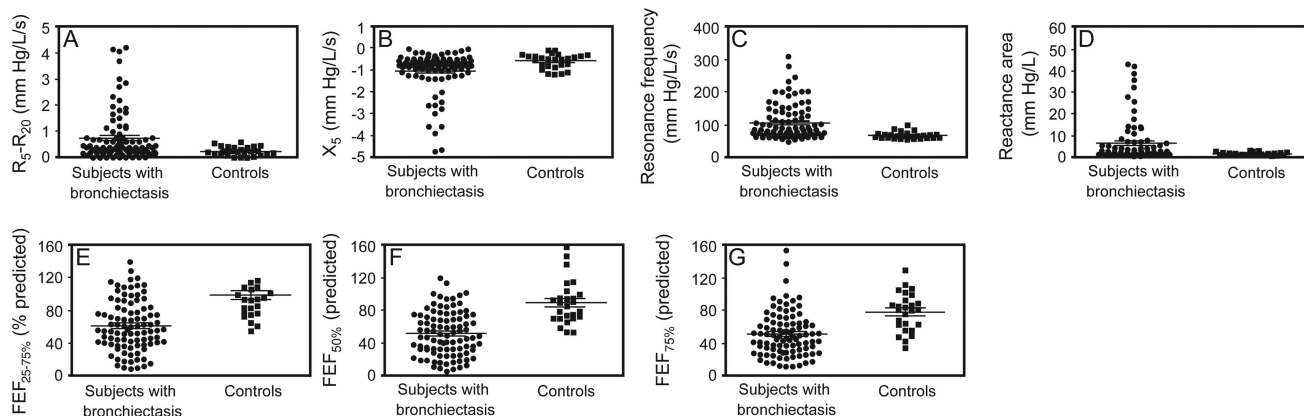 A
R5-R20 (mm Hg/L/s)
5
4
3
2
1
0
Subjects with
bronchiectasis
Controls
B
X5 (mm Hg/L/s)
1
0
-1
-2
-3
-4
-5
Subjects with
bronchiectasis
Controls
C
Resonance frequency
(mm Hg/L/s)
400
300
200
100
0
Subjects with
bronchiectasis
Controls
D
Reactance area
(mm Hg/L)
60
50
40
30
20
10
0
Subjects with
bronchiectasis
Controls
E
FEF25-75% (% predicted)
160
120
80
40
0
Subjects with
bronchiectasis
Controls
F
FEF50% (predicted)
160
120
80
40
0
Subjects with
bronchiectasis
Controls
G
FEF75% (predicted)
160
120
80
40
0
Subjects with
bronchiectasis
Controls